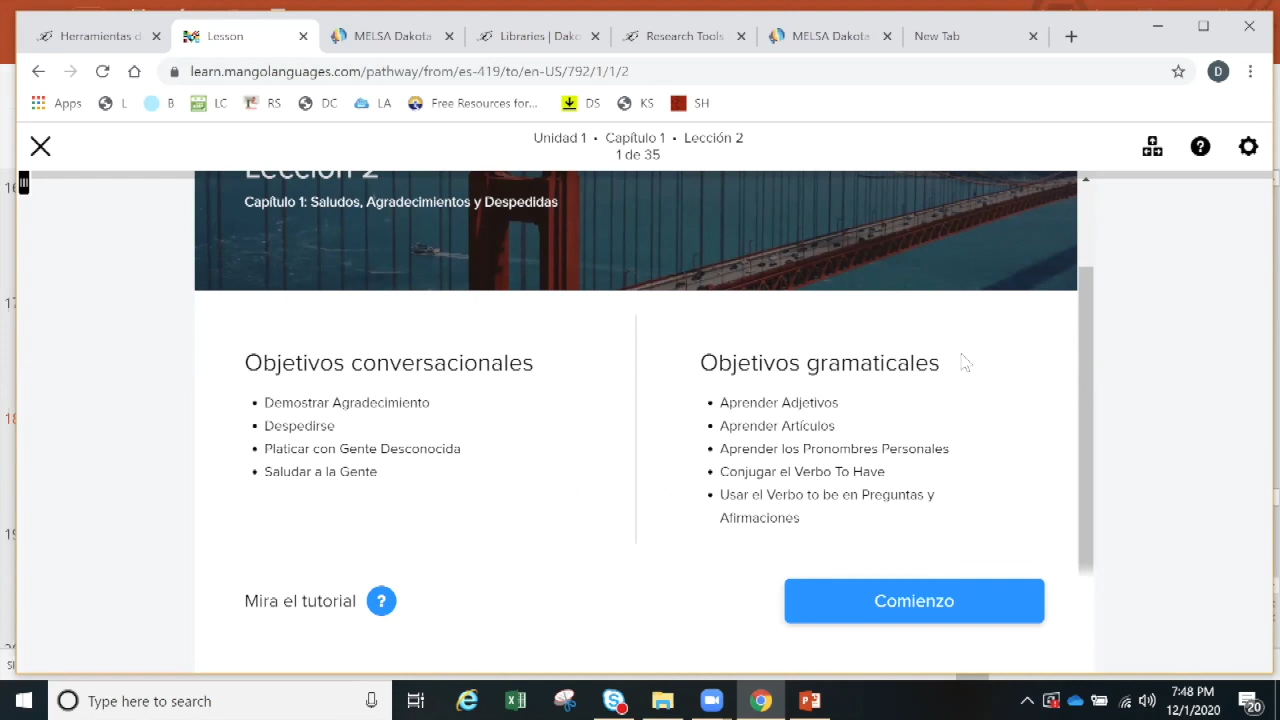 Herramientas d
Lesson
MELSA Dakota
Libraries | Dako
Research Tools
MELSA Dakota
New Tab
learn.mangolanguages.com/pathway/from/es-419/to/en-US/792/1/1/2
D
Apps
L
B
LC
RS
DC
LA
Free Resources for...
DS
KS
SH
Unidad 1 • Capítulo 1 • Lección 2
1 de 35
Lección 2
Capítulo 1: Saludos, Agradecimientos y Despedidas
Objetivos conversacionales
• Demostrar Agradecimiento
• Despedirse
• Platicar con Gente Desconocida
• Saludar a la Gente
Objetivos gramaticales
• Aprender Adjetivos
• Aprender Artículos
• Aprender los Pronombres Personales
• Conjugar el Verbo To Have
• Usar el Verbo to be en Preguntas y
Afirmaciones
Mira el tutorial ?
Comienzo
16
17
18
19
Type here to search
7:48 PM
12/1/2020
20